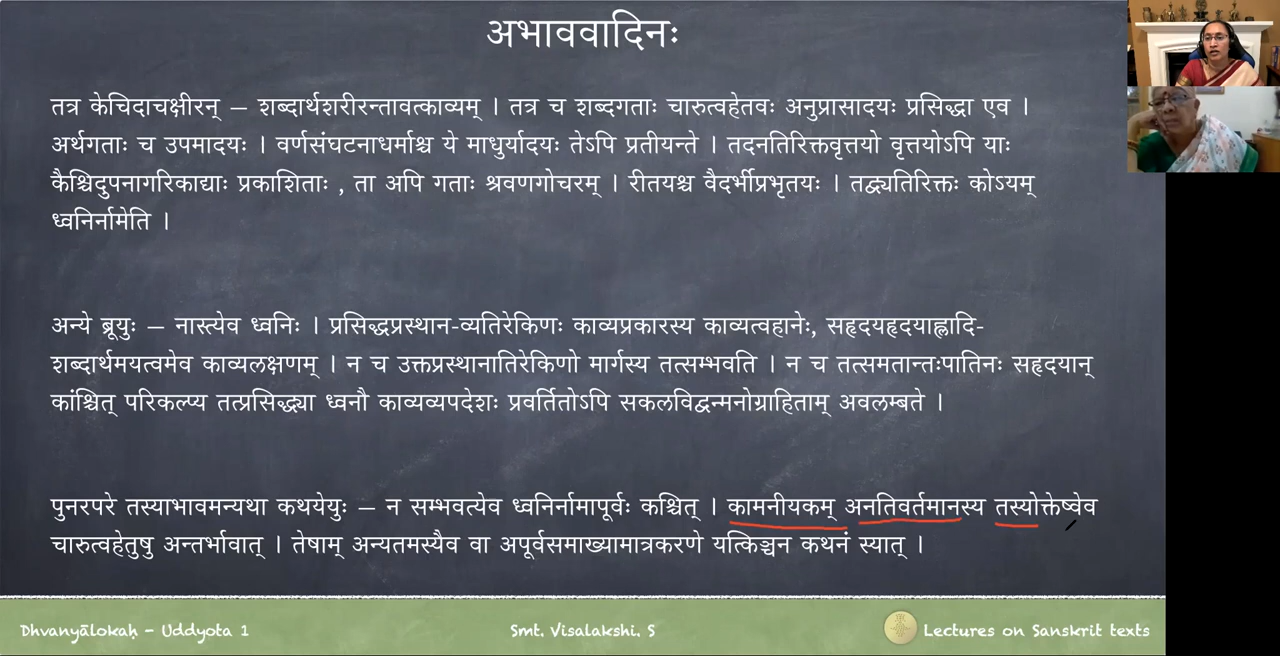 अभाववादिनः
तत्र केचिदाचक्षीरन् – शब्दार्थशरीरन्तावत्काव्यम् । तत्र च शब्दगताः चारुत्वहेतवः अनुप्रासादयः प्रसिद्धा एव ।
अर्थगताः च उपमादयः । वर्णसंघटनाधर्माश्च ये माधुर्यादयः तेऽपि प्रतीयन्ते । तदनतिरिक्तवृत्तयो वृत्तयोऽपि याः
कैश्चिदुपनागरिकाद्याः प्रकाशिताः , ता अपि गताः श्रवणगोचरम् । रीतयश्च वैदर्भीप्रभृतयः । तद्व्यतिरिक्तः कोऽयम्
ध्वनिर्नामेति ।
अन्ये ब्रूयुः – नास्त्येव ध्वनिः । प्रसिद्धप्रस्थान-व्यतिरेकिणः काव्यप्रकारस्य काव्यत्वहानेः, सहृदयहृदयाह्लादि-
शब्दार्थमयत्वमेव काव्यलक्षणम् । न च उक्तप्रस्थानातिरेकिणो मार्गस्य तत्सम्भवति । न च तत्समतान्तःपातिनः सहृदयान्
कांश्चित् परिकल्प्य तत्प्रसिद्ध्या ध्वनौ काव्यव्यपदेशः प्रवर्तितोऽपि सकलविद्वन्मनोग्राहिताम् अवलम्बते ।
पुनरपरे तस्याभावमन्यथा कथयेयुः – न सम्भवत्येव ध्वनिर्नामापूर्वः कश्चित् । कामनीयकम् अनतिवर्तमानस्य तस्योक्तेष्वेव
चारुत्वहेतुषु अन्तर्भावात् । तेषाम् अन्यतमस्यैव वा अपूर्वसमाख्यामात्रकरणे यत्किञ्चन कथनं स्यात् ।
Dhvanyālokaḥ – Uddyota 1 Smt. Visalakshi. S Lectures on Sanskrit texts